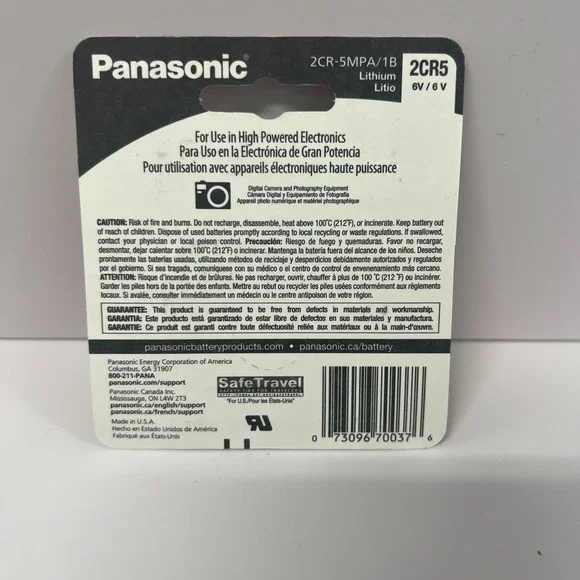 Panasonic
2CR-5MPA/1B
Lithium
Litio
2CR5
6V / 6 V
For Use in High Powered Electronics
Para Uso en la Electrónica de Gran Potencia
Pour utilisation avec appareils électroniques haute puissance
Digital Camera and Photography Equipment
Cámara Digital y Equipamiento de Fotografía
Appareil photo numérique et matériel photographique
CAUTION: Risk of fire and burns. Do not recharge, disassemble, heat above 100°C (212°F), or incinerate. Keep battery out
of reach of children. Dispose of used batteries promptly according to local recycling or waste regulations. If swallowed,
contact your physician or local poison control. Precaución: Riesgo de fuego y quemaduras. Favor no recargar,
desmontar, dejar calentar sobre 100°C (212°F) o incinerar. Mantenga la batería fuera del alcance de los niños. Deseche
prontamente las baterías usadas, utilizando métodos de reciclaje y desperdicios debidamente autorizados y regulados
por el gobierno. Si sea tragada, comuníquese con su médico o el centro de control de envenenamiento más cercano.
ATTENTION: Risque d'incendie et de brûlures. Ne pas recharger, ouvrir, chauffer à plus de 100 °C (212 °F), ou incinérer.
Garder les piles hors de la portée des enfants. Mettre au rebut ou recycler les piles usées conformément aux règlements
locaux. Si avalée, consulter immédiatement un médecin ou le centre antipoison de votre région.
GUARANTEE: This product is guaranteed to be free from defects in materials and workmanship.
GARANTÍA: Este producto es garantizado de estar libre de defectos en sus materiales y manufactura.
GARANTIE: Ce produit est garanti contre toute défectuosité reliée aux matériaux ou à la main-d'œuvre.
panasonicbatteryproducts.com • panasonic.ca/battery
Panasonic Energy Corporation of America
Columbus, GA 31907
800-211-PANA
panasonic.com/support
Panasonic Canada Inc.
Mississauga, ON L4W 2T3
panasonic.ca/english/support
panasonic.ca/french/support
Made in U.S.A.
Hecho en Estado Unidos de América
Fabriqué aux États-Unis
SafeTravel
SAFETY TIPS FOR TRAVELERS
"For U.S./Pour les États-Unis"
0 73096 70037 6